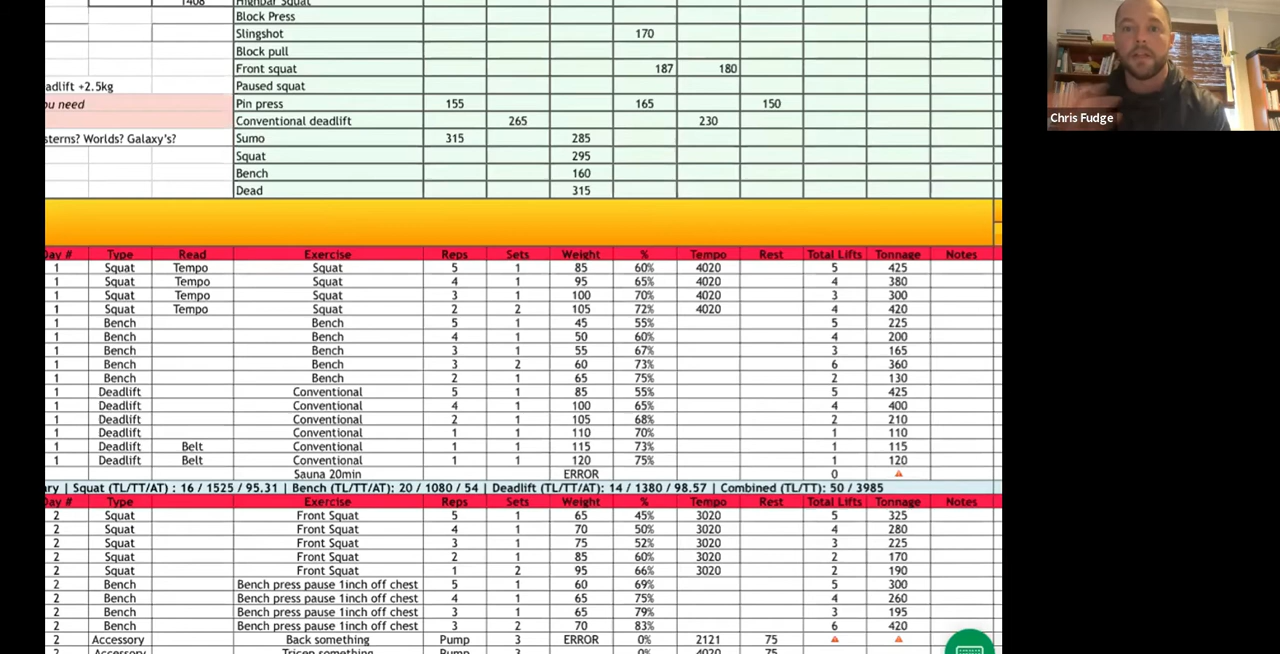 1408 Highbar Squat
Block Press
Slingshot 170
Block pull
Front squat 187 180
adlift +2.5kg Paused squat
ou need Pin press 155 165 150
Conventional deadlift 265 230
sterns? Worlds? Galaxy's? Sumo 315 285
Squat 295
Bench 160
Dead 315
Day # Type Read Exercise Reps Sets Weight % Tempo Rest Total Lifts Tonnage Notes
1 Squat Tempo Squat 5 1 85 60% 4020 5 425
1 Squat Tempo Squat 4 1 95 65% 4020 4 380
1 Squat Tempo Squat 3 1 100 70% 4020 3 300
1 Squat Tempo Squat 2 2 105 72% 4020 4 420
1 Bench Bench 5 1 45 55% 5 225
1 Bench Bench 4 1 50 60% 4 200
1 Bench Bench 3 1 55 67% 3 165
1 Bench Bench 3 2 60 73% 6 360
1 Bench Bench 2 1 65 75% 2 130
1 Deadlift Conventional 5 1 85 55% 5 425
1 Deadlift Conventional 4 1 100 65% 4 400
1 Deadlift Conventional 2 1 105 68% 2 210
1 Deadlift Conventional 1 1 110 70% 1 110
1 Deadlift Belt Conventional 1 1 115 73% 1 115
1 Deadlift Belt Conventional 1 1 120 75% 1 120
Sauna 20min ERROR 0
ry | Squat (TL/TT/AT) : 16 / 1525 / 95.31 | Bench (TL/TT/AT): 20 / 1080 / 54 | Deadlift (TL/TT/AT): 14 / 1380 / 98.57 | Combined (TL/TT): 50 / 3985
Day # Type Exercise Reps Sets Weight % Tempo Rest Total Lifts Tonnage Notes
2 Squat Front Squat 5 1 65 45% 3020 5 325
2 Squat Front Squat 4 1 70 50% 3020 4 280
2 Squat Front Squat 3 1 75 52% 3020 3 225
2 Squat Front Squat 2 1 85 60% 3020 2 170
2 Squat Front Squat 1 2 95 66% 3020 2 190
2 Bench Bench press pause 1inch off chest 5 1 60 69% 5 300
2 Bench Bench press pause 1inch off chest 4 1 65 75% 4 260
2 Bench Bench press pause 1inch off chest 3 1 65 79% 3 195
2 Bench Bench press pause 1inch off chest 3 2 70 83% 6 420
2 Accessory Back something Pump 3 ERROR 0% 2121 75
2 Accessory Tricep something Pump 3 0% 4020 75
Chris Fudge